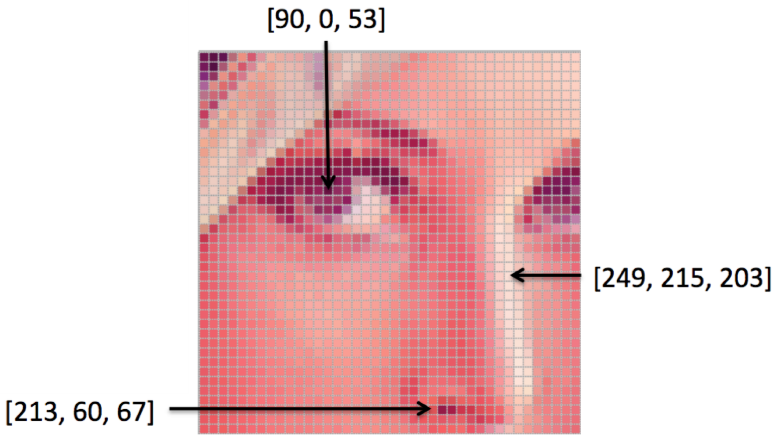 [90, 0, 53]
[249, 215, 203]
[213, 60, 67]